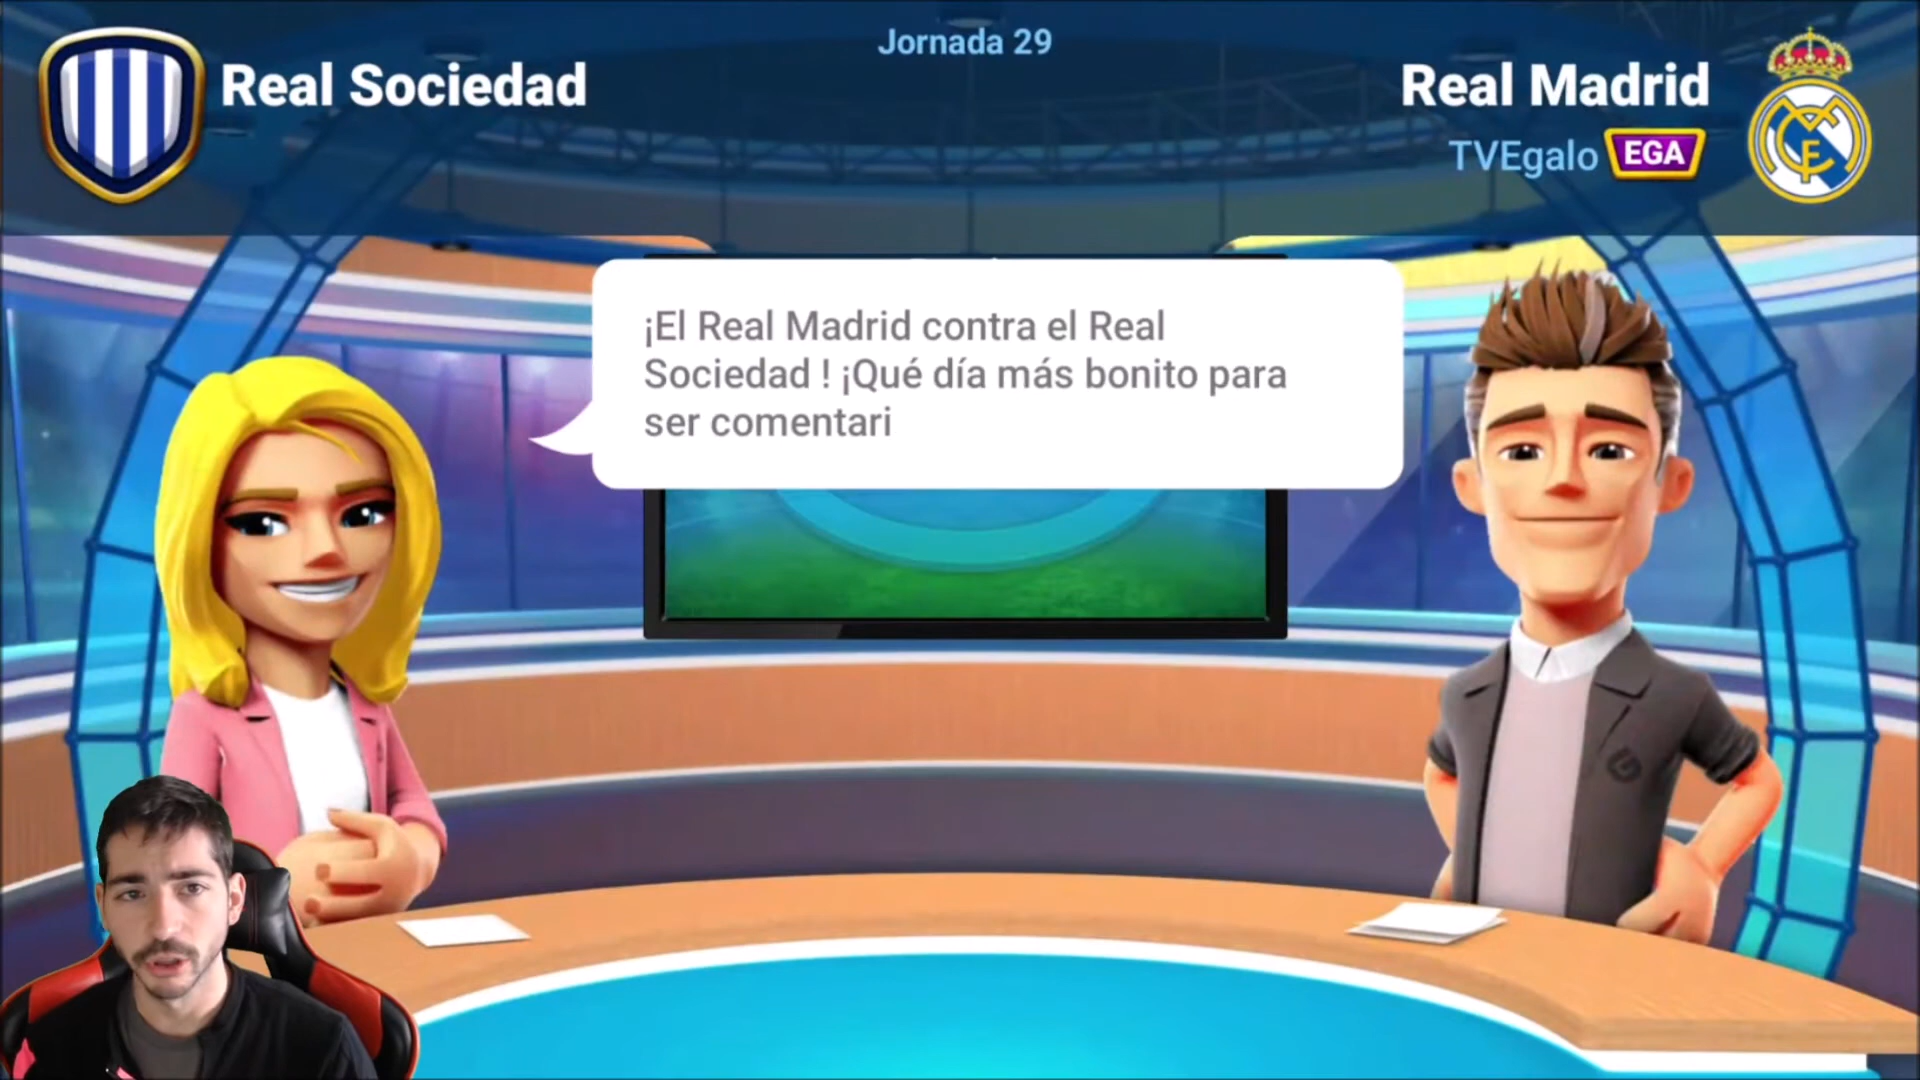 Jornada 29
Real Sociedad
Real Madrid
TVEgalo EGA
¡El Real Madrid contra el Real
Sociedad ! ¡Qué día más bonito para
ser comentari